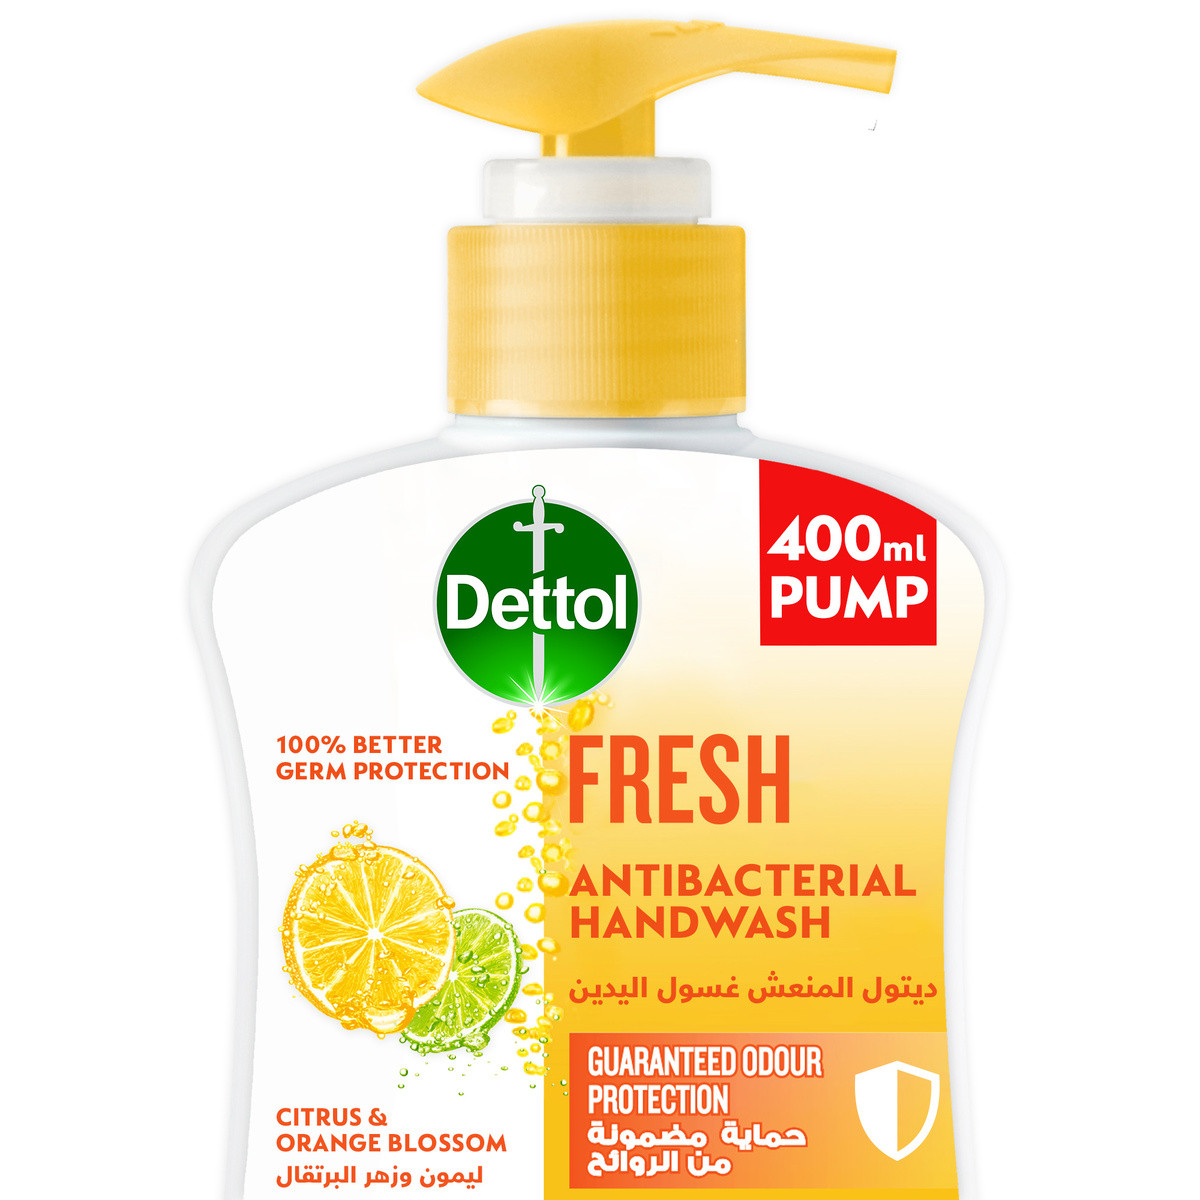 400ml
PUMP
Dettol
100% BETTER
GERM PROTECTION
FRESH
ANTIBACTERIAL
HANDWASH
ديتول المنعش غسول اليدين
GUARANTEED ODOUR
PROTECTION
حماية مضمونة
من الروائح
CITRUS &
ORANGE BLOSSOM
ليمون وزهر البرتقال